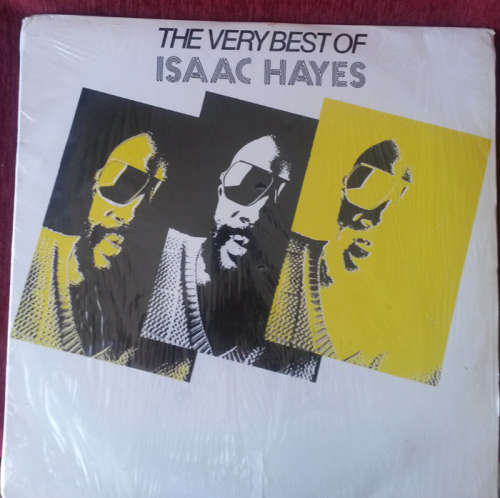 THE VERY BEST OF
ISAAC HAYES